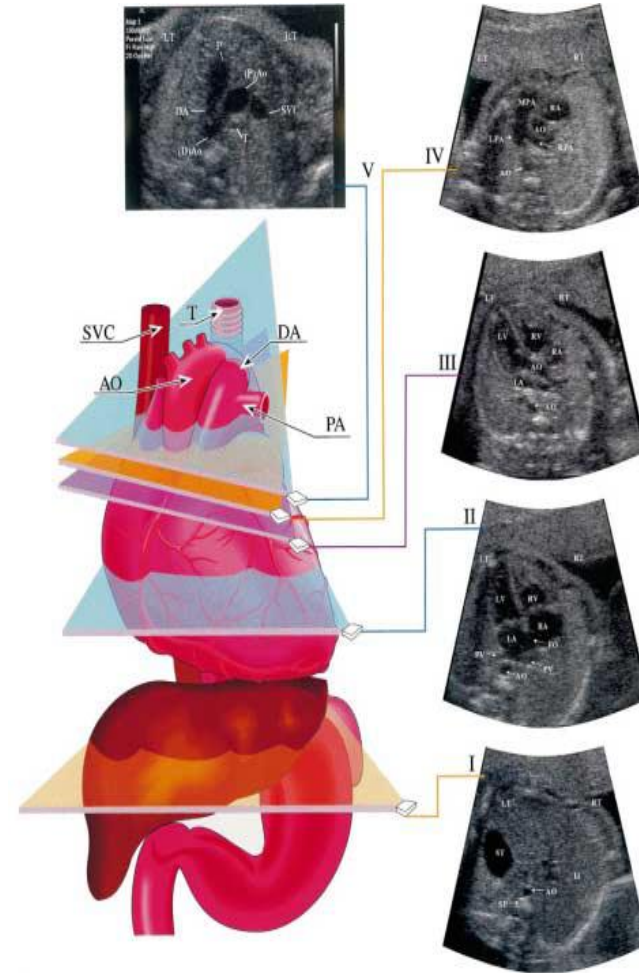 LT
RT
P
(P)Ao
DA
SVC
(D)Ao
T
V
LT
RT
MPA
RA
AO
LPA
RPA
AO
IV
T
SVC
DA
AO
PA
LT
RT
LV
RV
RA
AO
LA
AO
III
II
LT
RV
LV
RA
LA
FO
PV
PV
AO
I
LT
RT
ST
LI
AO
SP